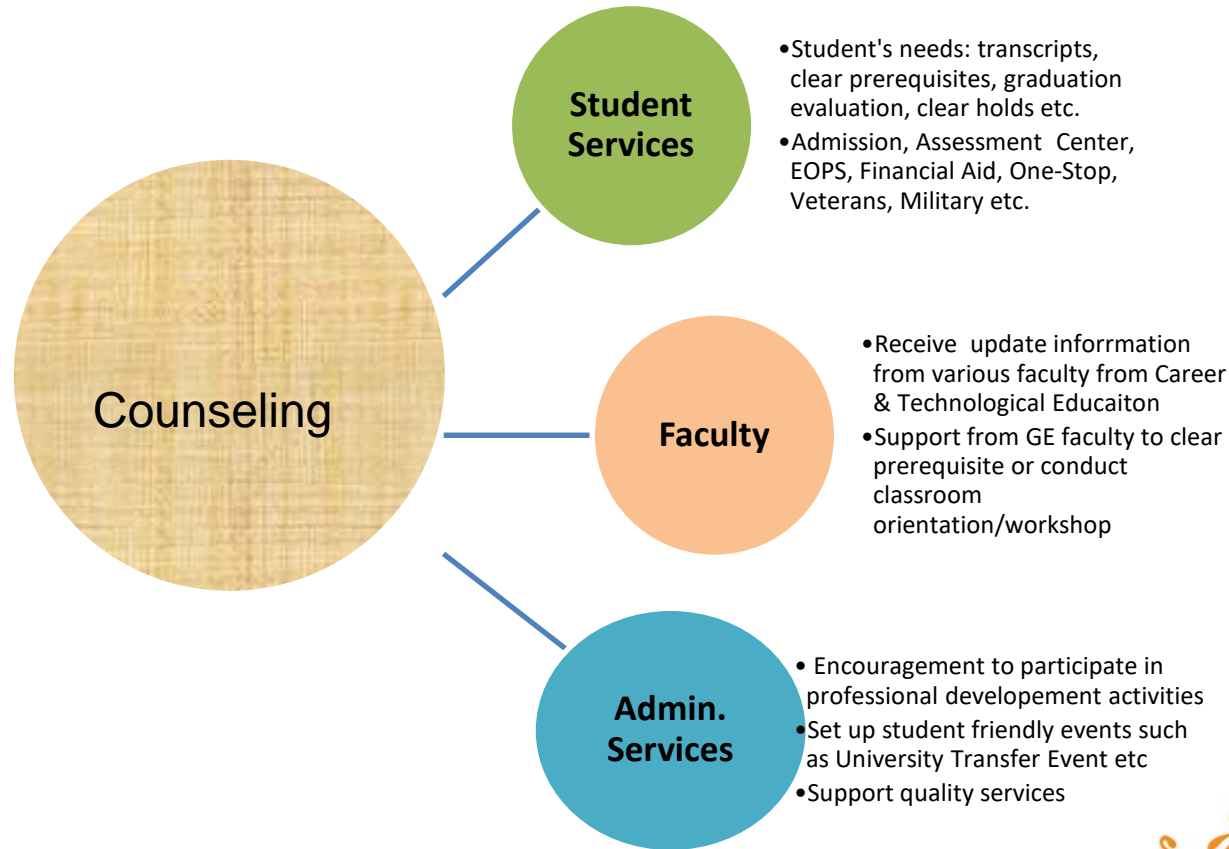 Counseling
Student
Services
•Student's needs: transcripts,
clear prerequisites, graduation
evaluation, clear holds etc.
•Admission, Assessment Center,
EOPS, Financial Aid, One-Stop,
Veterans, Military etc.
Faculty
•Receive update inforrmation
from various faculty from Career
& Technological Educaiton
•Support from GE faculty to clear
prerequisite or conduct
classroom
orientation/workshop
Admin.
Services
• Encouragement to participate in
professional developement activities
•Set up student friendly events such
as University Transfer Event etc
•Support quality services